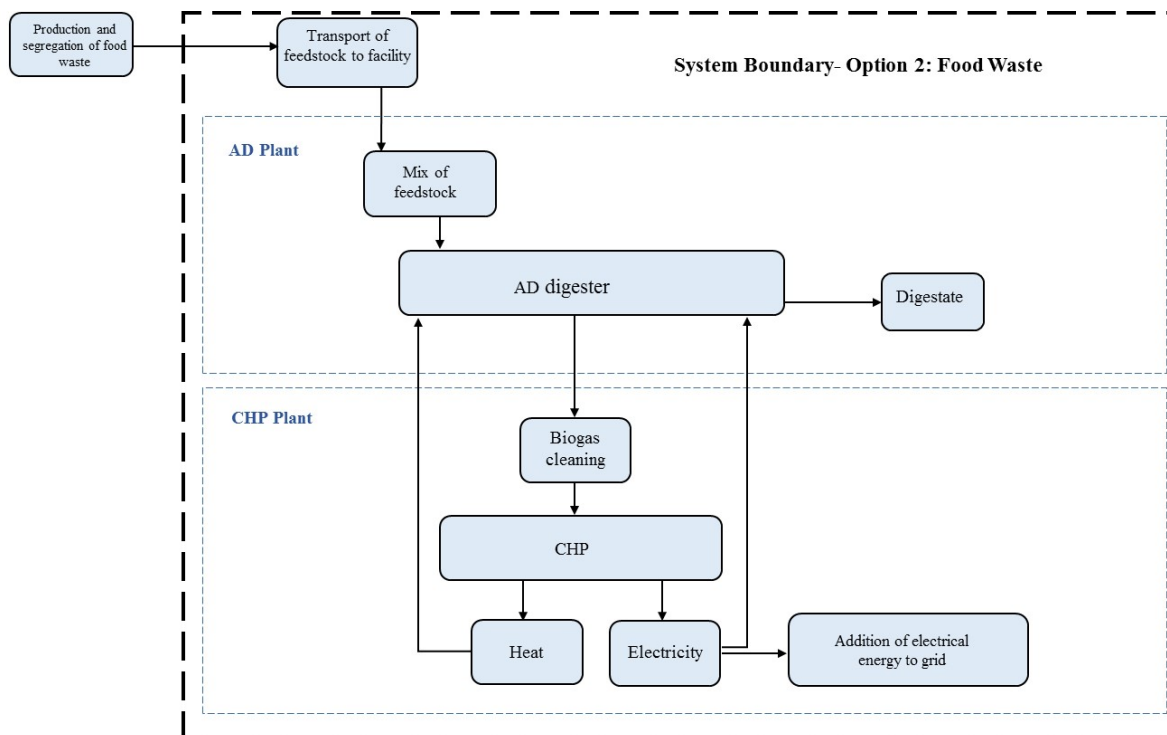 Production and
segregation of food
waste
Transport of
feedstock to facility
System Boundary- Option 2: Food Waste
AD Plant
Mix of
feedstock
AD digester
Digestate
CHP Plant
Biogas
cleaning
CHP
Heat
Electricity
Addition of electrical
energy to grid